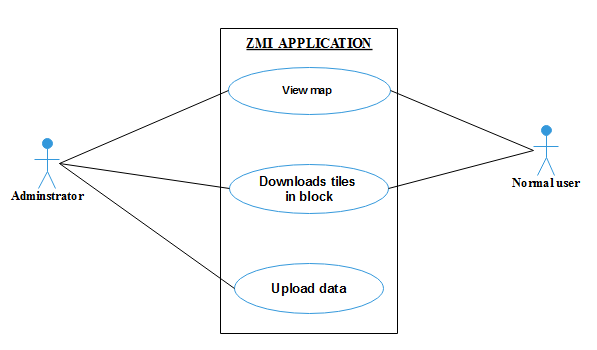 ZMI APPLICATION
View map
Downloads tiles
in block
Upload data
Adminstrator
Normal user